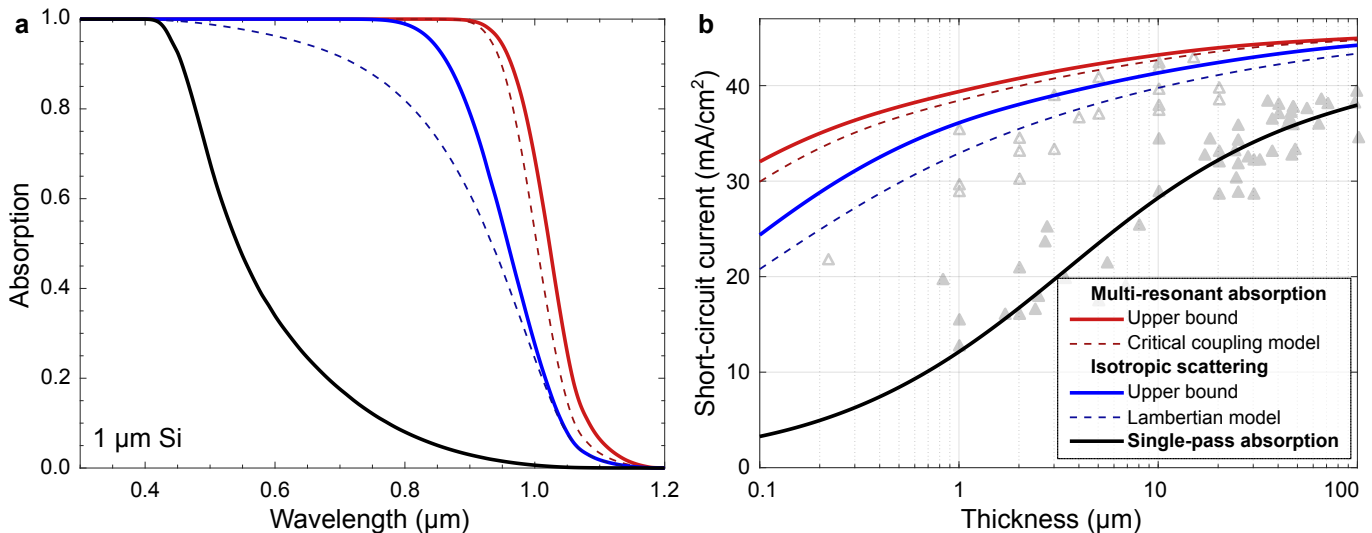 a
Absorption
1.0
0.8
0.6
0.4
0.2
0.0
1 µm Si
0.4
0.6
0.8
1.0
1.2
Wavelength (µm)
b
Short-circuit current (mA/cm²)
40
30
20
10
0
Multi-resonant absorption
Upper bound
Critical coupling model
Isotropic scattering
Upper bound
Lambertian model
Single-pass absorption
0.1
1
10
100
Thickness (µm)